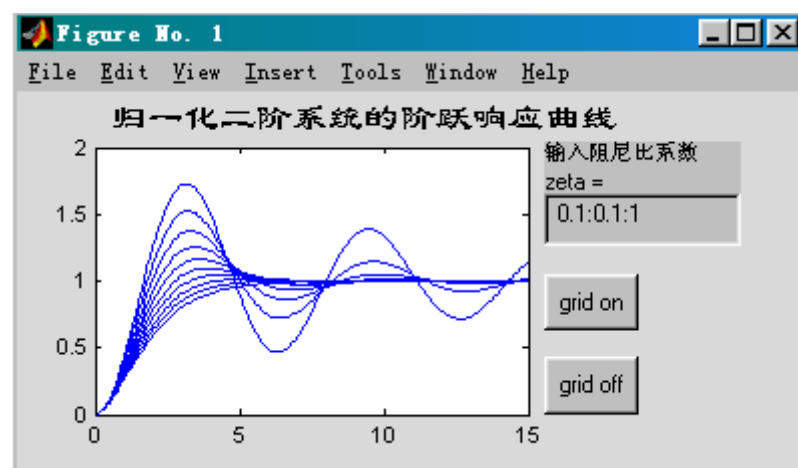 Figure No. 1
File Edit View Insert Tools Window Help
归一化二阶系统的阶跃响应曲线
2
1.5
1
0.5
0
0 5 10 15
输入阻尼比系数
zeta =
0.1:0.1:1
grid on
grid off